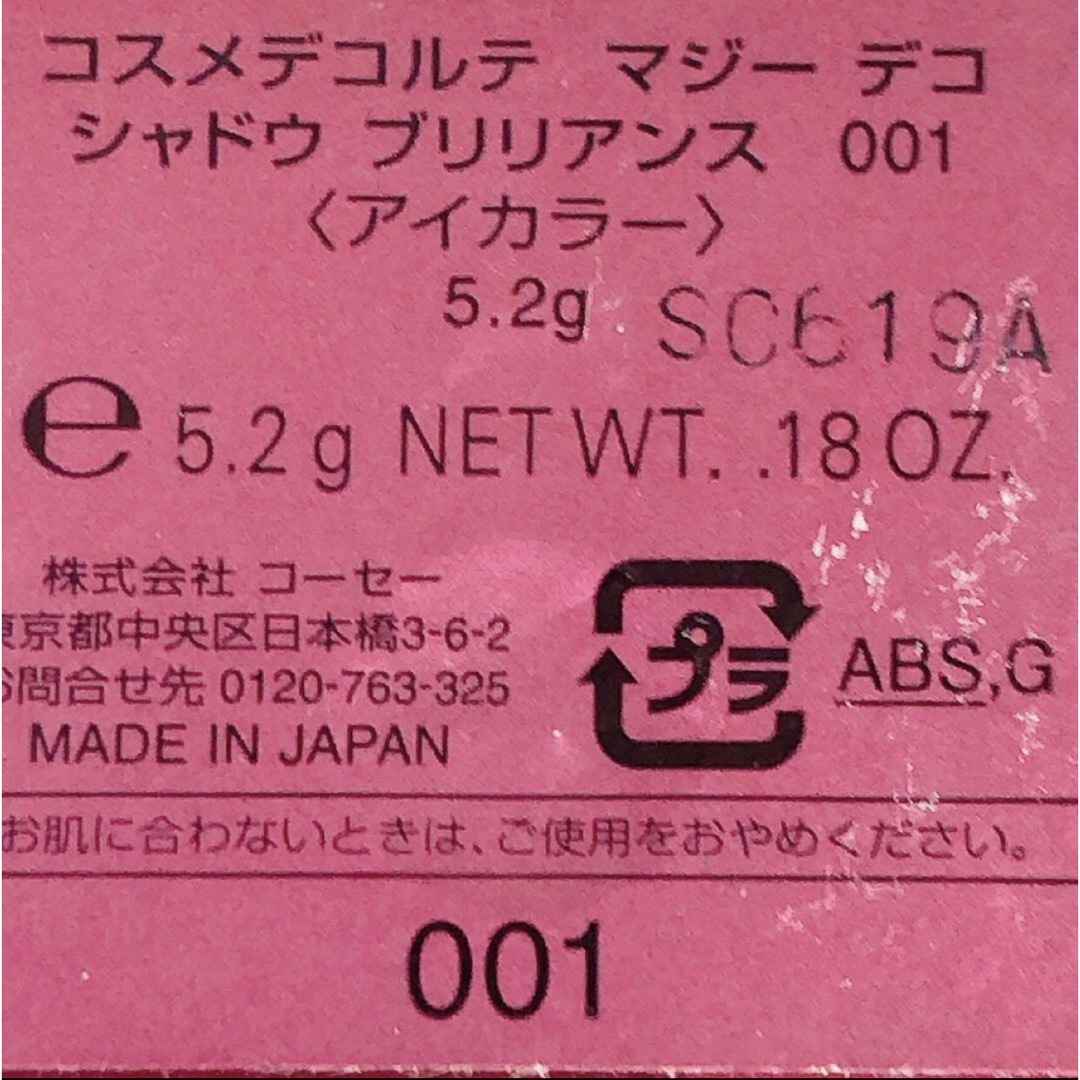 コスメデコルテ マジー デコ
シャドウ ブリリアンス 001
〈アイカラー〉
5.2g SC619A
e 5.2g NET WT. .18 OZ.
株式会社 コーセー
東京都中央区日本橋3-6-2
お問合せ先 0120-763-325
MADE IN JAPAN
プラ ABS,G
お肌に合わないときは、ご使用をおやめください。
001